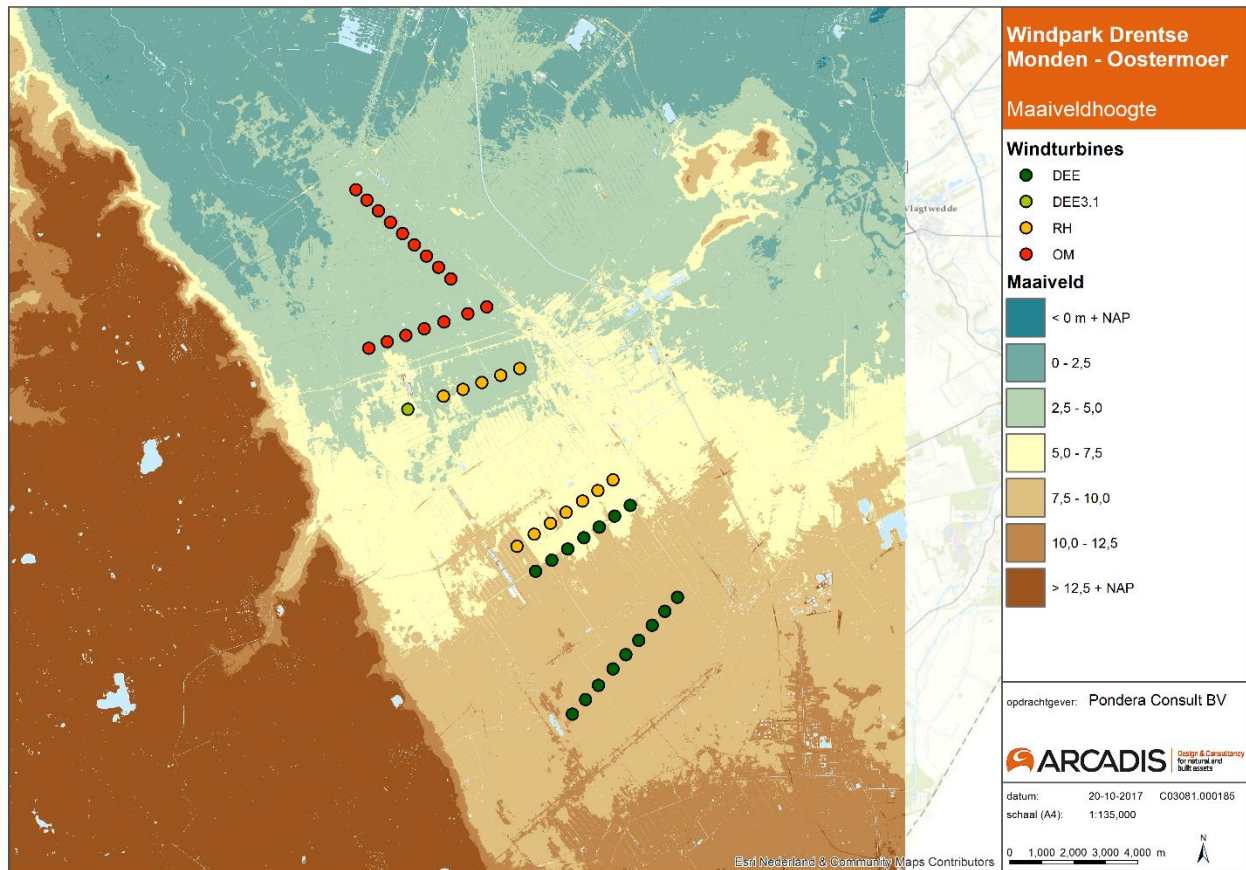 Windpark Drentse
Monden - Oostermoer
Maaiveldhoogte
Windturbines
DEE
DEE3.1
RH
OM
Maaiveld
< 0 m + NAP
0 - 2,5
2,5 - 5,0
5,0 - 7,5
7,5 - 10,0
10,0 - 12,5
> 12,5 + NAP
opdrachtgever: Pondera Consult BV
ARCADIS
Design & Consultancy
for natural and
built assets
datum: 20-10-2017 C03081.000185
schaal (A4): 1:135,000
N
0 1,000 2,000 3,000 4,000 m
lagtwedde
Esri Nederland & Community Maps Contributors